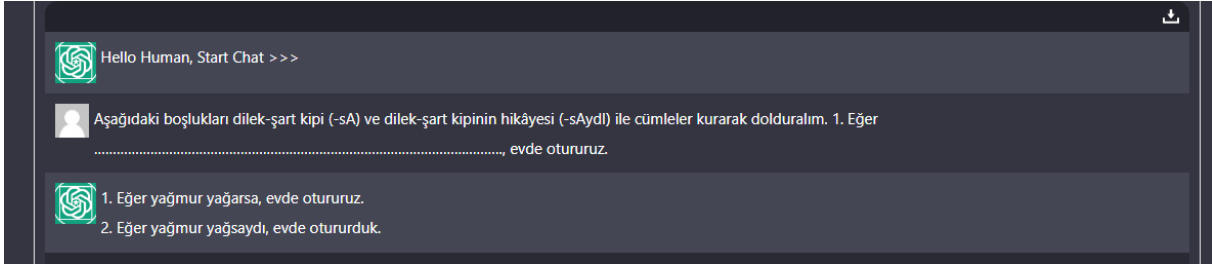 Hello Human, Start Chat >>>
Aşağıdaki boşlukları dilek-şart kipi (-sA) ve dilek-şart kipinin hikâyesi (-sAydI) ile cümleler kurarak dolduralım. 1. Eğer
............................................................................................................., evde otururuz.
1. Eğer yağmur yağarsa, evde otururuz.
2. Eğer yağmur yağsaydı, evde otururduk.